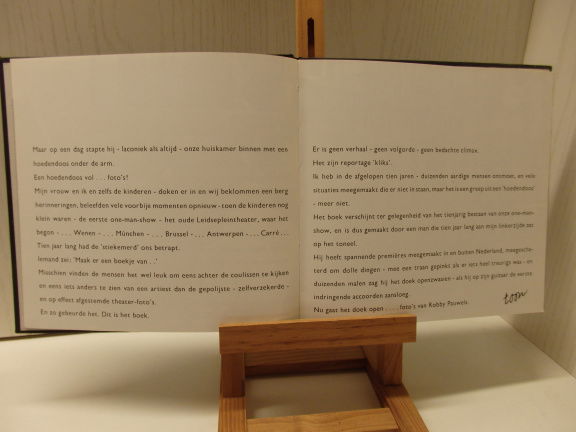 Maar op een dag stapte hij - laconiek als altijd - onze huiskamer binnen met een
hoedendoos onder de arm.
Een hoedendoos vol . . . foto's!
Mijn vrouw en ik en zelfs de kinderen - doken er in en wij beklommen een berg
herinneringen, beleefden vele voorbije momenten opnieuw - toen de kinderen nog
klein waren - de eerste one-man-show - het oude Leidsepleintheater, waar het
begon - . . . Wenen - . . . München - . . . Brussel - . . . Antwerpen - . . . Carré . . .
Tien jaar lang had de 'stiekemerd' ons betrapt.
Iemand zei: 'Maak er een boekje van . .'
Misschien vinden de mensen het wel leuk om eens achter de coulissen te kijken
en eens iets anders te zien van een artiest dan de gepolijste - zelfverzekerde -
en op effect afgestemde theater-foto's.
En zo gebeurde het. Dit is het boek.
Er is geen verhaal - geen volgorde - geen bedachte climax.
Het zijn reportage 'kliks'.
Ik heb in de afgelopen tien jaren - duizenden aardige mensen ontmoet, en vele
situaties meegemaakt die er niet in staan, maar het is een greep uit een 'hoedendoos'
- meer niet.
Het boek verschijnt ter gelegenheid van het tienjarig bestaan van onze one-man-
show, en is dus gemaakt door een man die tien jaar lang aan mijn linkerzijde zat
op het toneel.
Hij heeft spannende premières meegemaakt in en buiten Nederland, meegeschat-
terd om dolle dingen - mee een traan gepinkt als er iets heel treurigs was - en
duizenden malen zag hij het doek openzwaaien - als hij op zijn guitaar de eerste
indringende accoorden aansloeg.
Nu gaat het doek open . . . . foto's van Robby Pauwels.
toon